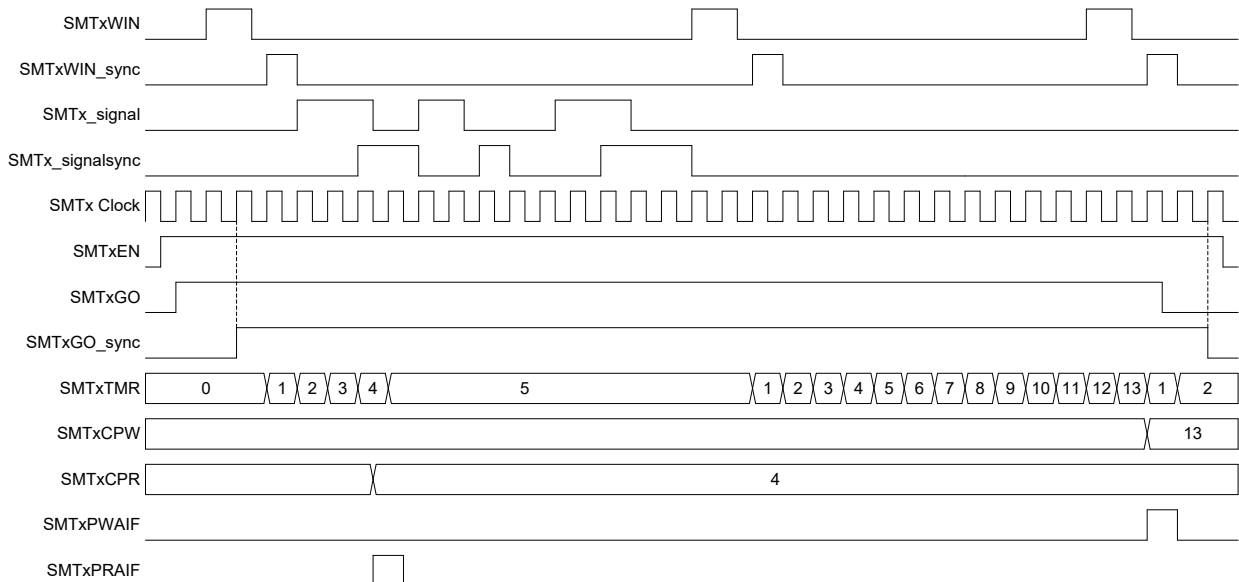 SMTxWIN
SMTxWIN_sync
SMTx_signal
SMTx_signalsync
SMTx Clock
SMTxEN
SMTxGO
SMTxGO_sync
SMTxTMR 0 1 2 3 4 5 1 2 3 4 5 6 7 8 9 10 11 12 13 1 2
SMTxCPW 13
SMTxCPR 4
SMTxPWAIF
SMTxPRAIF